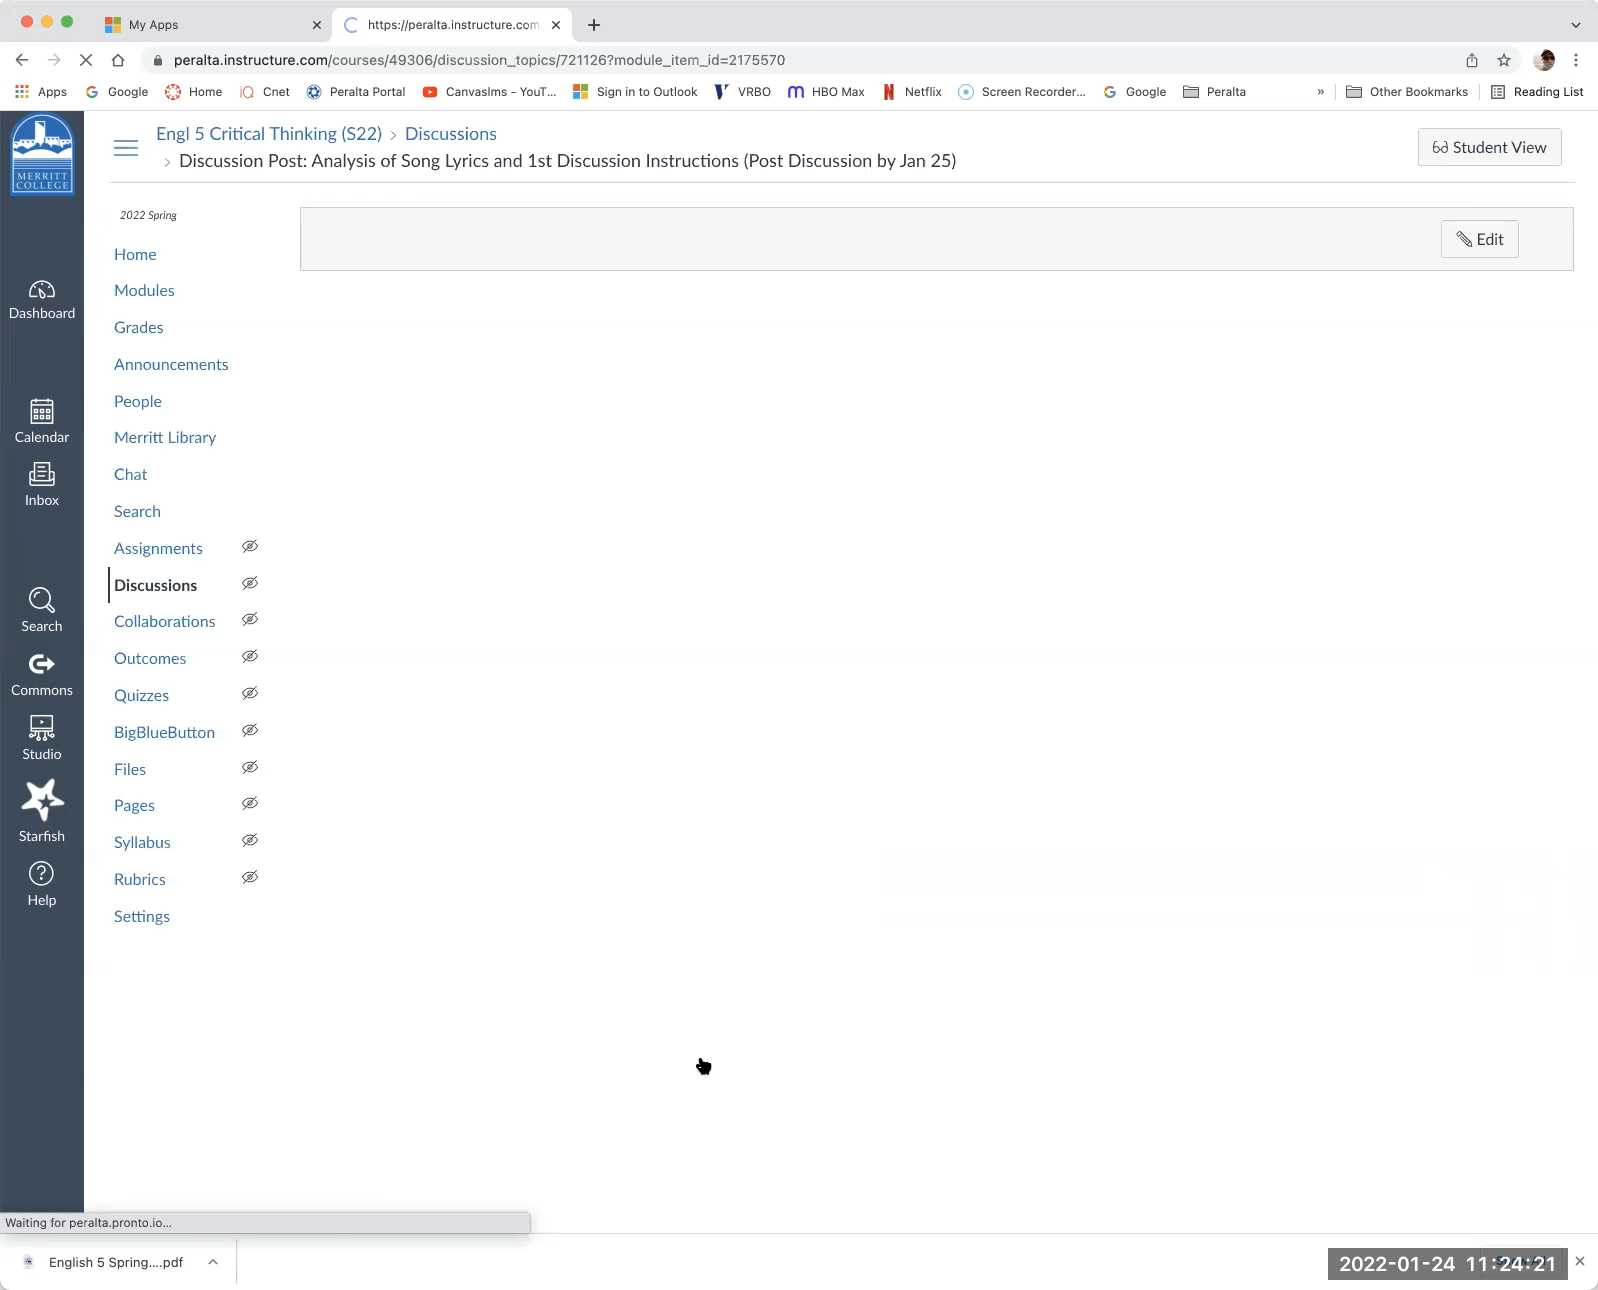 My Apps
https://peralta.instructure.com
peralta.instructure.com/courses/49306/discussion_topics/721126?module_item_id=2175570
Apps Google Home Cnet Peralta Portal Canvaslms - YouT... Sign in to Outlook VRBO HBO Max Netflix Screen Recorder... Google Peralta » Other Bookmarks Reading List
MERRITT
COLLEGE
Engl 5 Critical Thinking (S22) > Discussions
> Discussion Post: Analysis of Song Lyrics and 1st Discussion Instructions (Post Discussion by Jan 25)
Student View
2022 Spring
Edit
Home
Modules
Grades
Announcements
People
Merritt Library
Chat
Search
Assignments
Discussions
Collaborations
Outcomes
Quizzes
BigBlueButton
Files
Pages
Syllabus
Rubrics
Settings
Dashboard
Calendar
Inbox
Search
Commons
Studio
Starfish
Help
Waiting for peralta.pronto.io...
English 5 Spring....pdf
2022-01-24 11:24:21